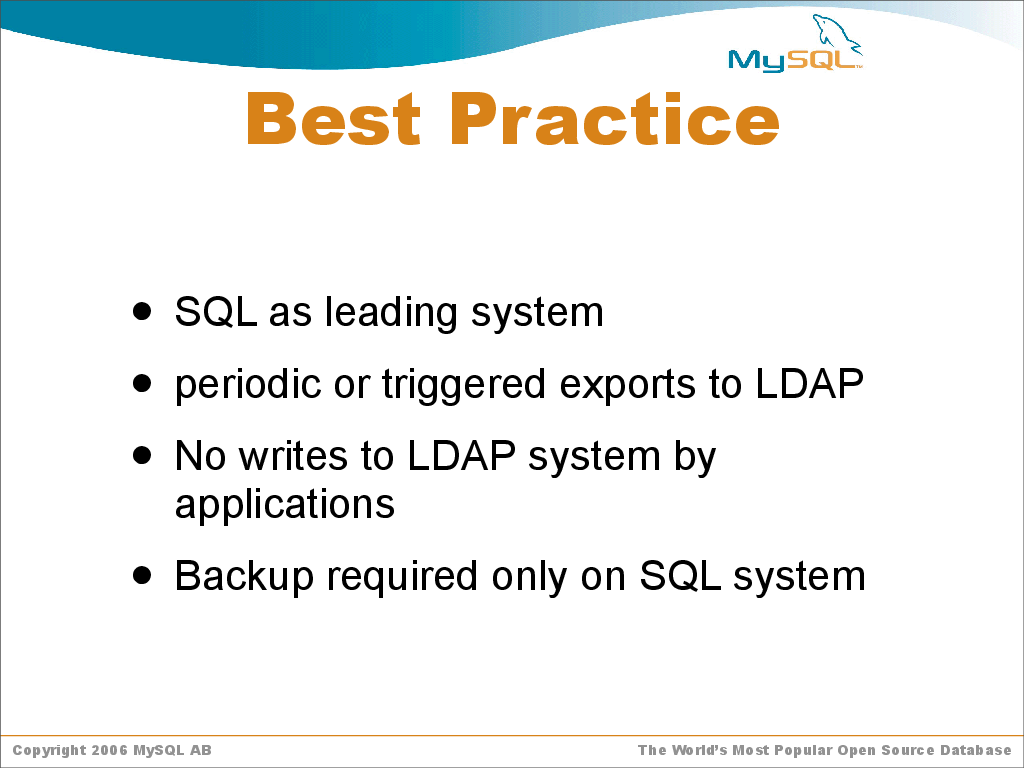 MySQL™
Best Practice
• SQL as leading system
• periodic or triggered exports to LDAP
• No writes to LDAP system by
applications
• Backup required only on SQL system
Copyright 2006 MySQL AB
The World’s Most Popular Open Source Database